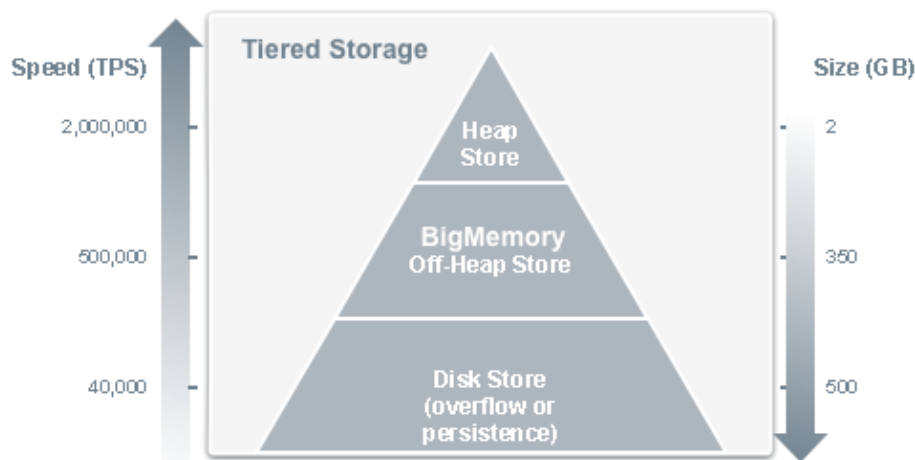 Tiered Storage
Speed (TPS)
Size (GB)
2,000,000
2
Heap
Store
BigMemory
Off-Heap Store
500,000
350
Disk Store
(overflow or
persistence)
40,000
500